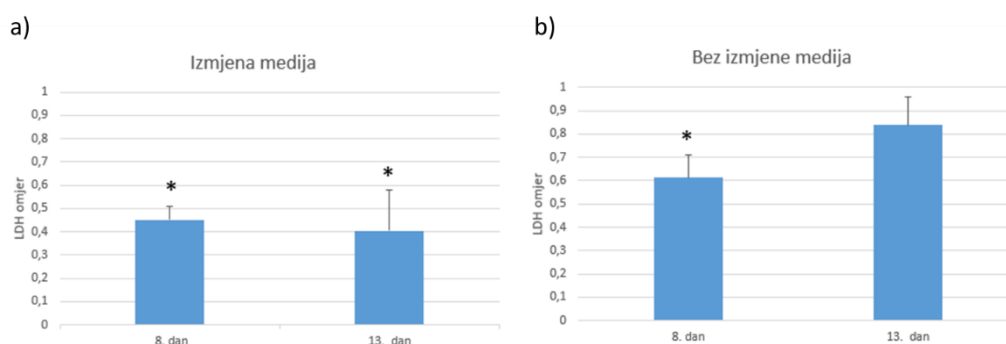 a)
Izmjena medija
LDH omjer
1
0,9
0,8
0,7
0,6
0,5
0,4
0,3
0,2
0,1
0
*
*
8. dan
13. dan
b)
Bez izmjene medija
LDH omjer
1
0,9
0,8
0,7
0,6
0,5
0,4
0,3
0,2
0,1
0
*
8. dan
13. dan